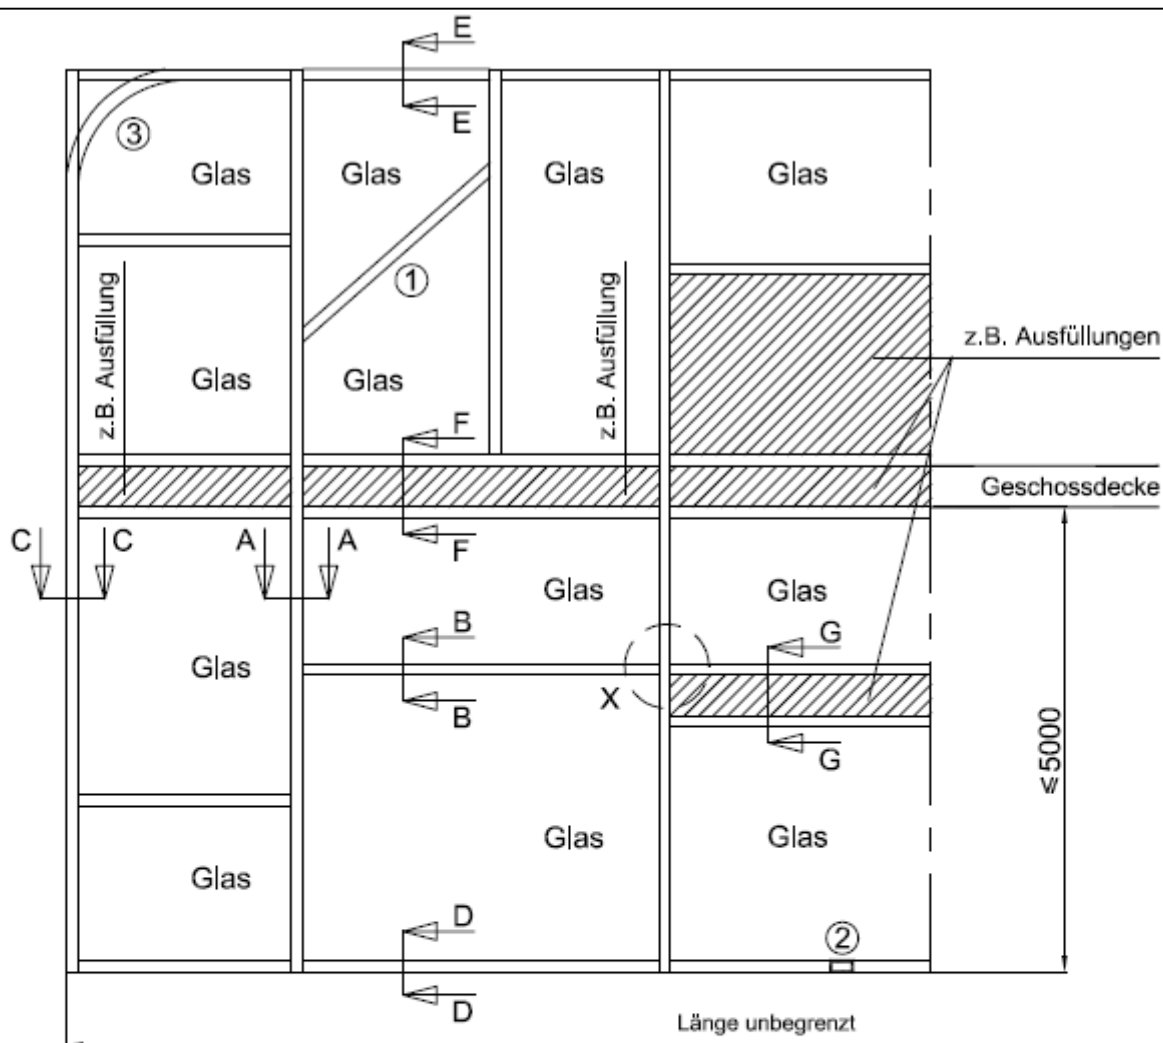 E
E
③
Glas
Glas
Glas
Glas
①
z.B. Ausfüllung
z.B. Ausfüllung
z.B. Ausfüllungen
Glas
Glas
F
Geschossdecke
C
C
A
A
F
Glas
Glas
B
G
Glas
X
B
G
≤5000
Glas
Glas
Glas
D
②
D
Länge unbegrenzt